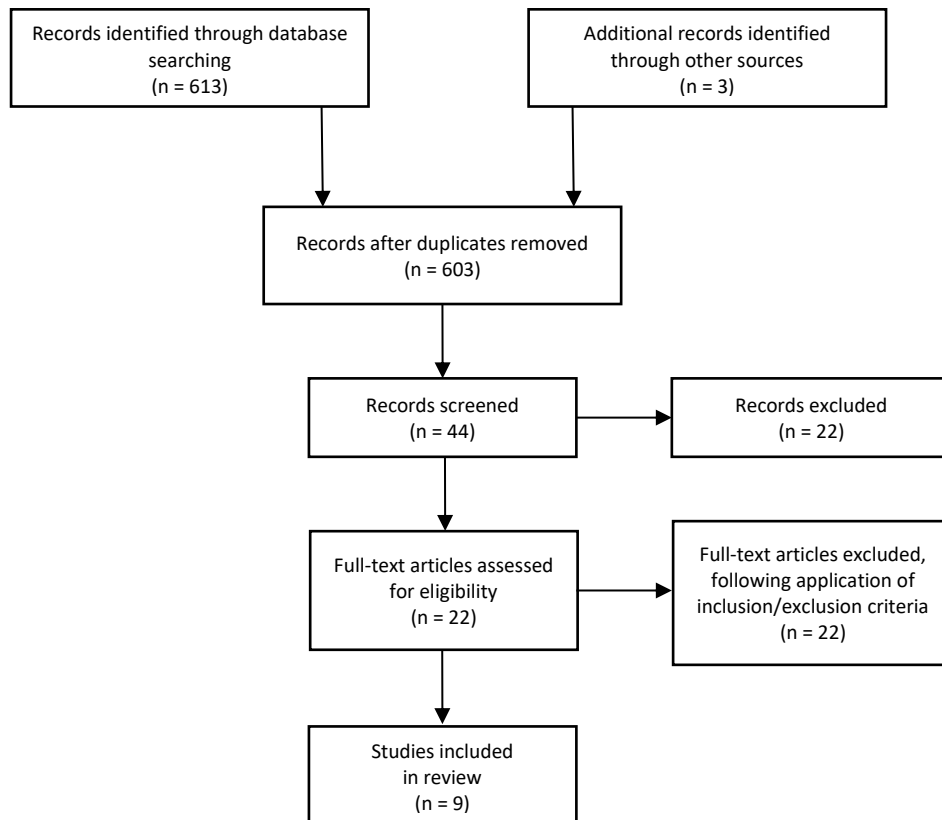 Records identified through database
searching
(n = 613)
Additional records identified
through other sources
(n = 3)
Records after duplicates removed
(n = 603)
Records screened
(n = 44)
Records excluded
(n = 22)
Full-text articles assessed
for eligibility
(n = 22)
Full-text articles excluded,
following application of
inclusion/exclusion criteria
(n = 22)
Studies included
in review
(n = 9)